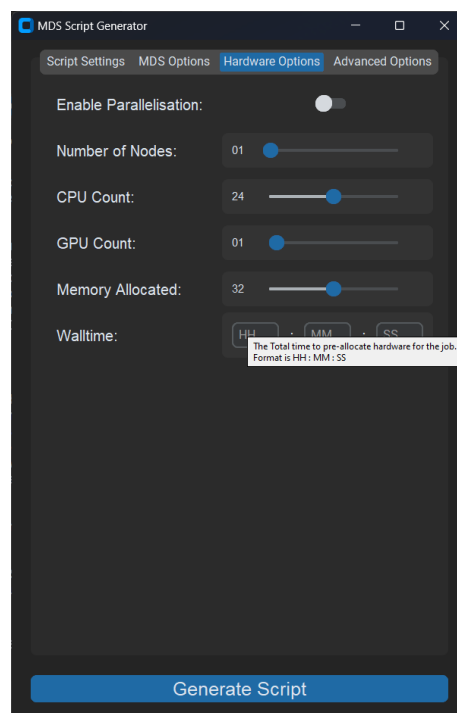 MDS Script Generator
Script Settings MDS Options Hardware Options Advanced Options
Enable Parallelisation:
Number of Nodes: 01
CPU Count: 24
GPU Count: 01
Memory Allocated: 32
Walltime: HH : MM : SS
The Total time to pre-allocate hardware for the job.
Format is HH : MM : SS
Generate Script